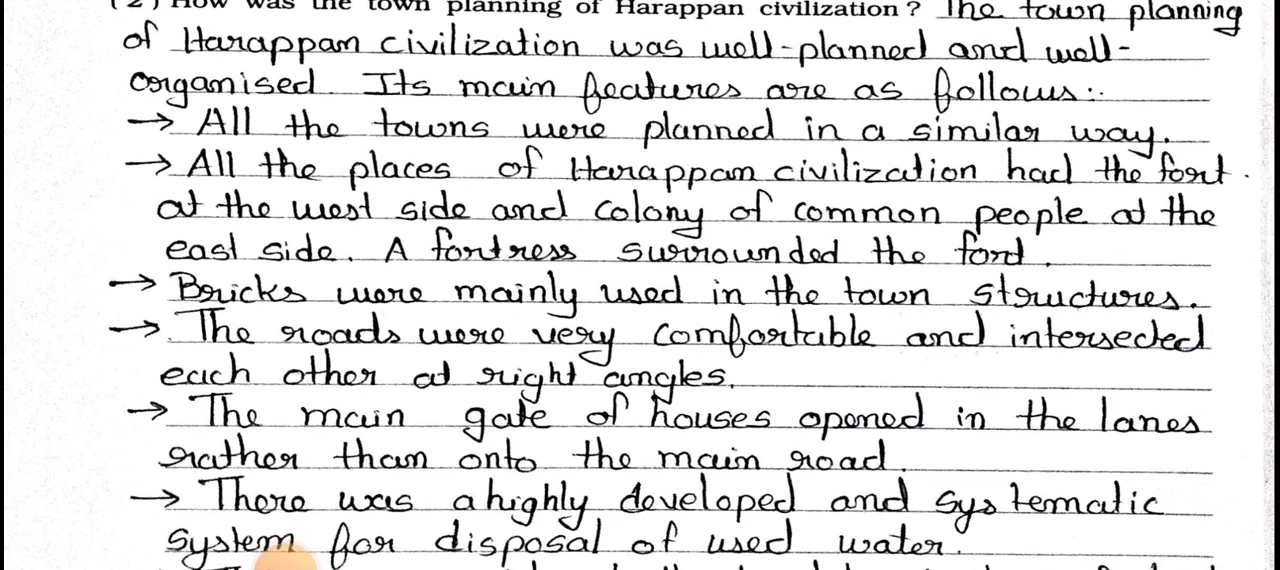 (2) How was the town planning of Harappan civilization? The town planning
of Harappan civilization was well-planned and well-
organised. Its main features are as follows:-
→ All the towns were planned in a similar way.
→ All the places of Harappan civilization had the fort
at the west side and colony of common people at the
east side. A fortress surrounded the fort.
→ Bricks were mainly used in the town structures.
→ The roads were very comfortable and intersected
each other at right angles.
→ The main gate of houses opened in the lanes
rather than onto the main road.
→ There was a highly developed and systematic
system for disposal of used water.